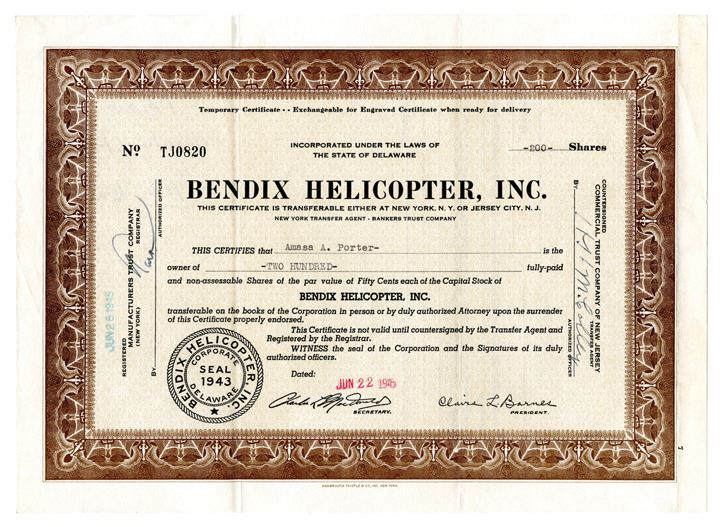 Temporary Certificate - - Exchangeable for Engraved Certificate when ready for delivery
No TJ0820
INCORPORATED UNDER THE LAWS OF
THE STATE OF DELAWARE
-200- Shares
BENDIX HELICOPTER, INC.
THIS CERTIFICATE IS TRANSFERABLE EITHER AT NEW YORK, N. Y. OR JERSEY CITY, N. J.
NEW YORK TRANSFER AGENT - BANKERS TRUST COMPANY
THIS CERTIFIES that Amasa A. Porter- is the
owner of -TWO HUNDRED- fully-paid
and non-assessable Shares of the par value of Fifty Cents each of the Capital Stock of
BENDIX HELICOPTER, INC.
transferable on the books of the Corporation in person or by duly authorized Attorney upon the surrender
of this Certificate properly endorsed.
This Certificate is not valid until countersigned by the Transfer Agent and
Registered by the Registrar.
WITNESS the seal of the Corporation and the Signatures of its duly
authorized officers.
Dated:
JUN 22 1945
SECRETARY.
Claire L Barnes
PRESIDENT.
BENDIX HELICOPTER, INC.
CORPORATE
SEAL
1943
DELAWARE
JUN 26 1945
REGISTERED
MANUFACTURERS TRUST COMPANY
(NEW YORK) REGISTRAR
BY
AUTHORIZED OFFICER
COUNTERSIGNED
COMMERCIAL TRUST COMPANY OF NEW JERSEY
TRANSFER AGENT
BY
AUTHORIZED OFFICER